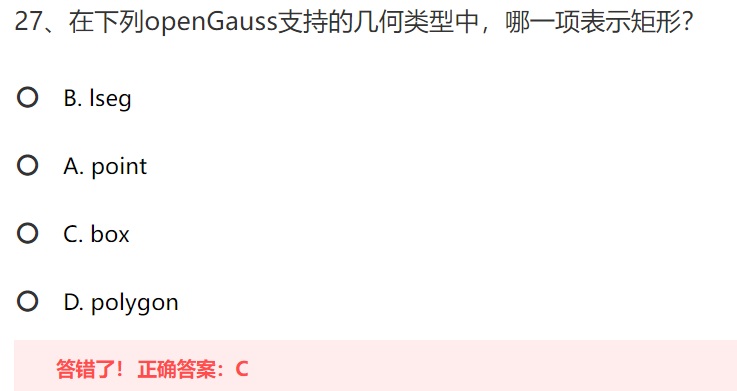 27、在下列openGauss支持的几何类型中，哪一项表示矩形？
B. lseg
A. point
C. box
D. polygon
答错了！正确答案：C